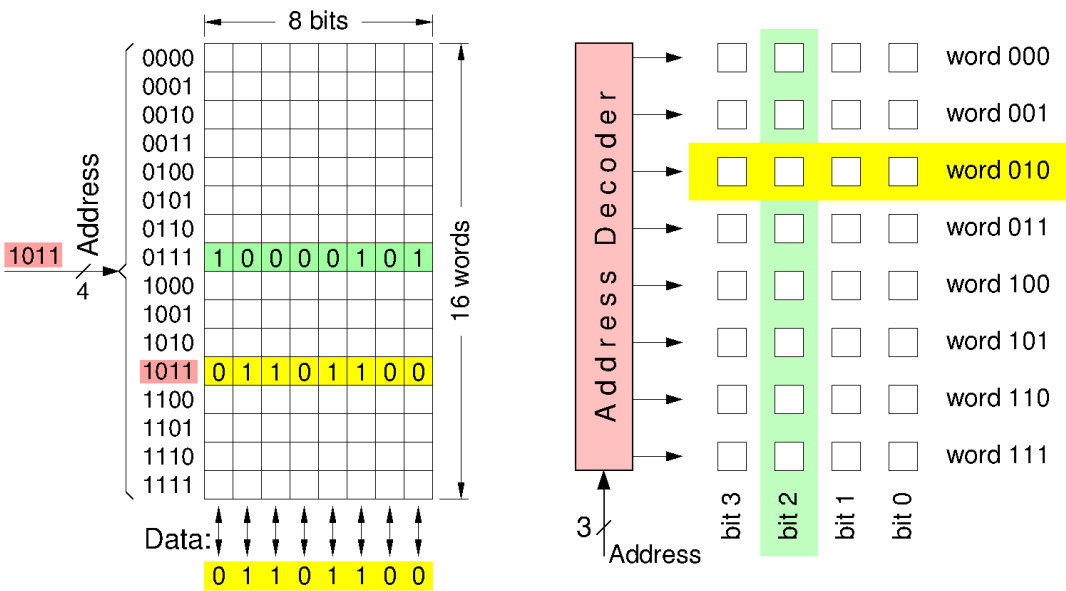 8 bits
0000
0001
0010
0011
0100
0101
0110
0111 1 0 0 0 0 1 0 1
1000
1001
1010
1011 0 1 1 0 1 1 0 0
1100
1101
1110
1111
1011
Address
4
16 words
Data:
0 1 1 0 1 1 0 0
Address Decoder
word 000
word 001
word 010
word 011
word 100
word 101
word 110
word 111
bit 3 bit 2 bit 1 bit 0
3
Address